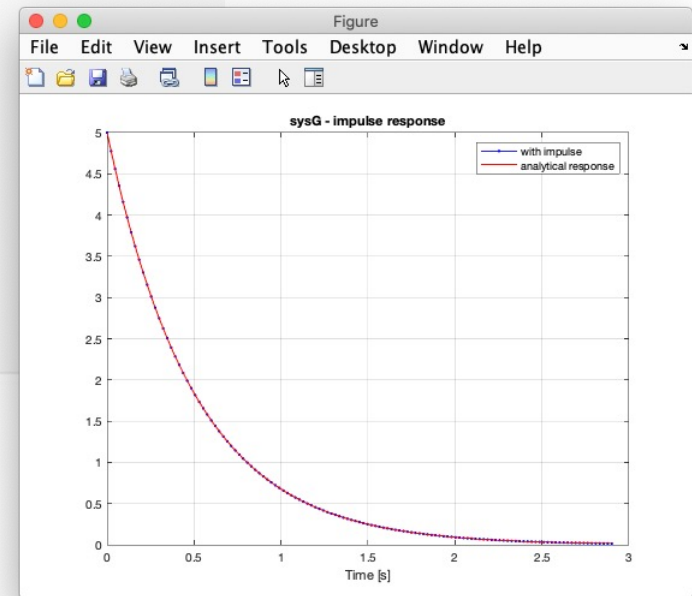 Figure
File Edit View Insert Tools Desktop Window Help
sysG - impulse response
with impulse
analytical response
5
4.5
4
3.5
3
2.5
2
1.5
1
0.5
0
0 0.5 1 1.5 2 2.5 3
Time [s]